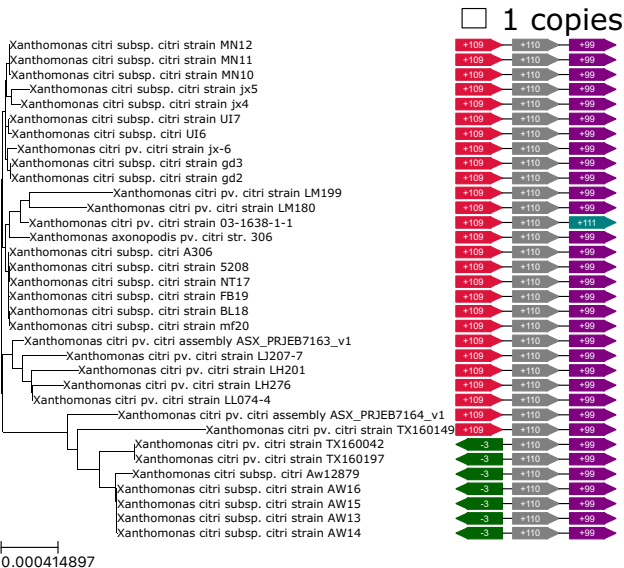 1 copies
Xanthomonas citri subsp. citri strain MN12 +109 +110 +99
Xanthomonas citri subsp. citri strain MN11 +109 +110 +99
Xanthomonas citri subsp. citri strain MN10 +109 +110 +99
Xanthomonas citri subsp. citri strain jx5 +109 +110 +99
Xanthomonas citri subsp. citri strain jx4 +109 +110 +99
Xanthomonas citri subsp. citri strain UI7 +109 +110 +99
Xanthomonas citri subsp. citri UI6 +109 +110 +99
Xanthomonas citri pv. citri strain jx-6 +109 +110 +99
Xanthomonas citri subsp. citri strain gd3 +109 +110 +99
Xanthomonas citri subsp. citri strain gd2 +109 +110 +99
Xanthomonas citri pv. citri strain LM199 +109 +110 +99
Xanthomonas citri pv. citri strain LM180 +109 +110 +99
Xanthomonas citri pv. citri strain 03-1638-1-1 +109 +110 +111
Xanthomonas axonopodis pv. citri str. 306 +109 +110 +99
Xanthomonas citri subsp. citri A306 +109 +110 +99
Xanthomonas citri subsp. citri strain 5208 +109 +110 +99
Xanthomonas citri subsp. citri strain NT17 +109 +110 +99
Xanthomonas citri subsp. citri strain FB19 +109 +110 +99
Xanthomonas citri subsp. citri strain BL18 +109 +110 +99
Xanthomonas citri subsp. citri strain mf20 +109 +110 +99
Xanthomonas citri pv. citri assembly ASX_PRJEB7163_v1 +109 +110 +99
Xanthomonas citri pv. citri strain LJ207-7 +109 +110 +99
Xanthomonas citri pv. citri strain LH201 +109 +110 +99
Xanthomonas citri pv. citri strain LH276 +109 +110 +99
Xanthomonas citri pv. citri strain LL074-4 +109 +110 +99
Xanthomonas citri pv. citri assembly ASX_PRJEB7164_v1 +109 +110 +99
Xanthomonas citri pv. citri strain TX160149 +109 +110 +99
Xanthomonas citri pv. citri strain TX160042 -3 +110 +99
Xanthomonas citri pv. citri strain TX160197 -3 +110 +99
Xanthomonas citri subsp. citri Aw12879 -3 +110 +99
Xanthomonas citri subsp. citri strain AW16 -3 +110 +99
Xanthomonas citri subsp. citri strain AW15 -3 +110 +99
Xanthomonas citri subsp. citri strain AW13 -3 +110 +99
Xanthomonas citri subsp. citri strain AW14 -3 +110 +99
0.000414897